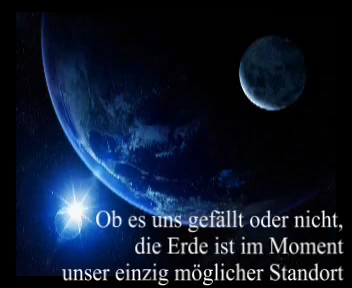 Ob es uns gefällt oder nicht,
die Erde ist im Moment
unser einzig möglicher Standort